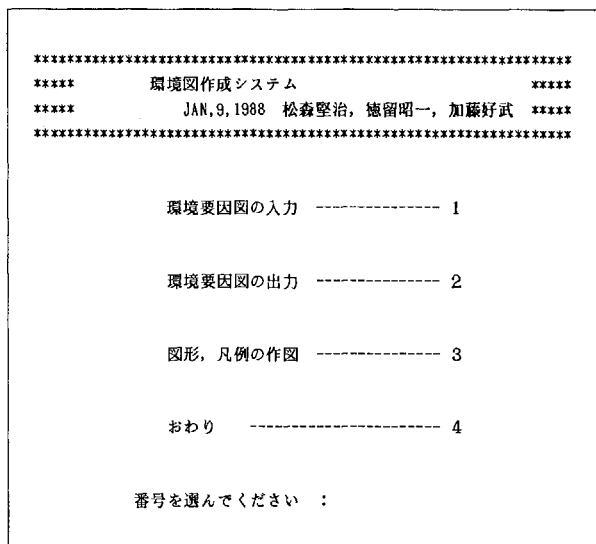 *****************************************************************
***** 環境図作成システム *****
***** JAN,9,1988 松森堅治, 徳留昭一, 加藤好武 *****
*****************************************************************
環境要因図の入力 --------------- 1
環境要因図の出力 --------------- 2
図形, 凡例の作図 --------------- 3
おわり ----------------------- 4
番号を選んでください :